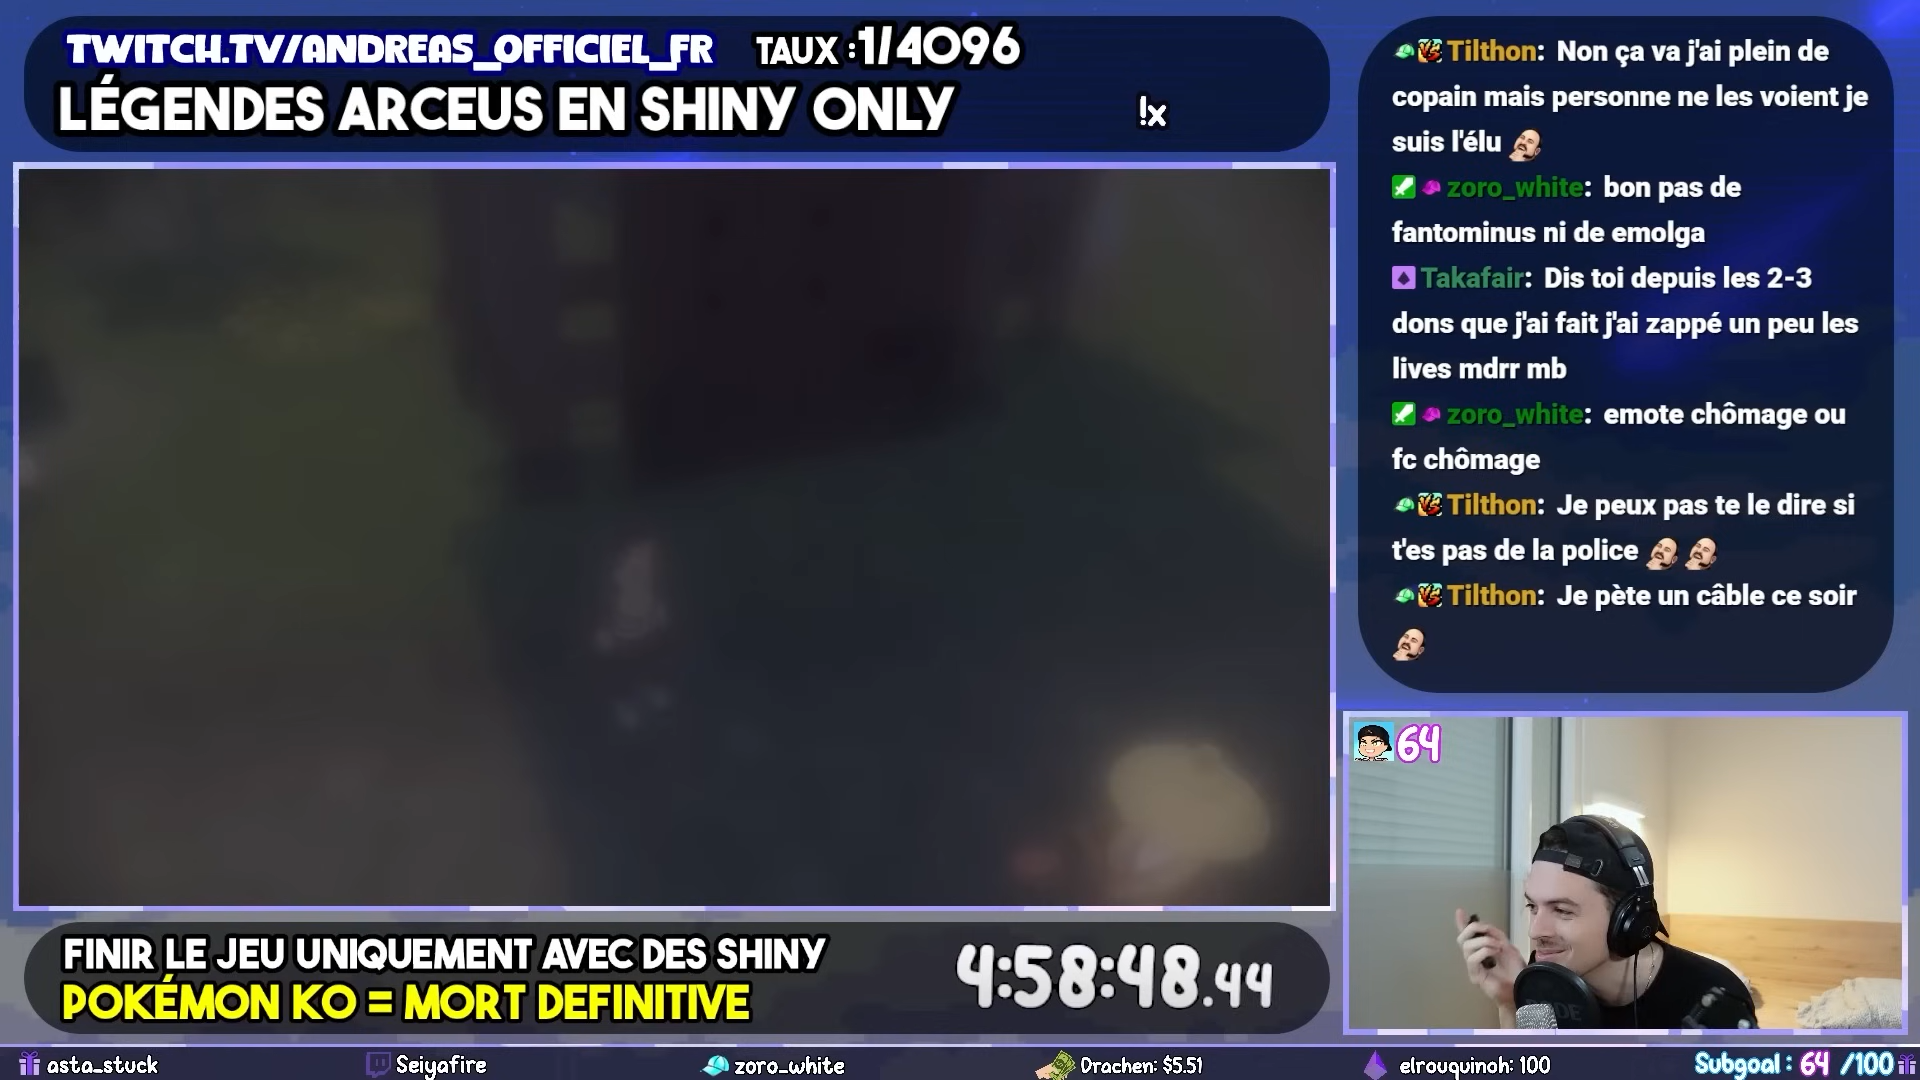 TWITCH.TV/ANDREAS_OFFICIEL_FR TAUX :1/4096
LÉGENDES ARCEUS EN SHINY ONLY !x
Tilthon: Non ça va j'ai plein de
copain mais personne ne les voient je
suis l'élu
zoro_white: bon pas de
fantominus ni de emolga
Takafair: Dis toi depuis les 2-3
dons que j'ai fait j'ai zappé un peu les
lives mdrr mb
zoro_white: emote chômage ou
fc chômage
Tilthon: Je peux pas te le dire si
t'es pas de la police
Tilthon: Je pète un câble ce soir
64
FINIR LE JEU UNIQUEMENT AVEC DES SHINY
POKÉMON KO = MORT DEFINITIVE
4:58:48.44
asta_stuck Seiyafire zoro_white Drachen: $5.51 elrouquinoh: 100 Subgoal : 64 /100